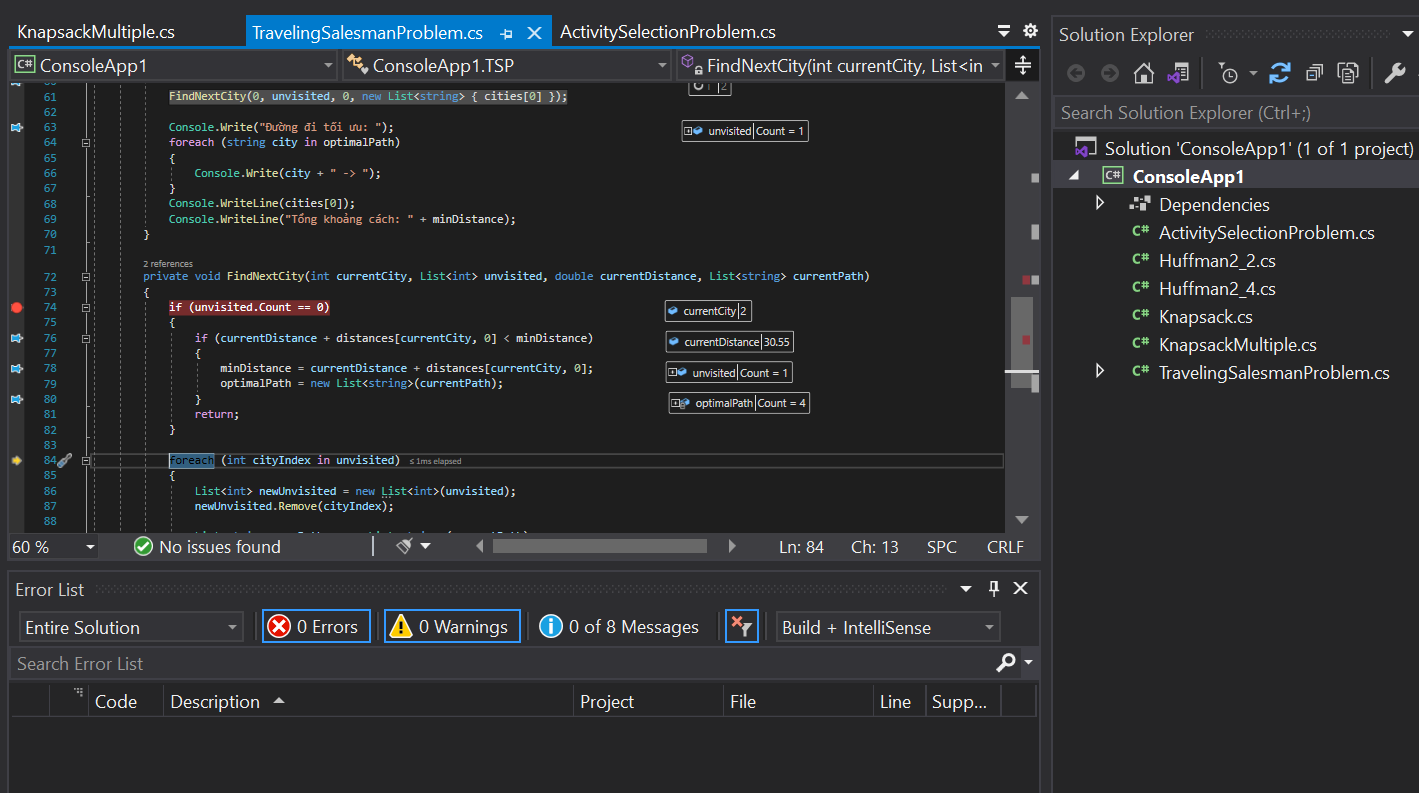 KnapsackMultiple.cs
TravelingSalesmanProblem.cs
ActivitySelectionProblem.cs
C# ConsoleApp1
ConsoleApp1.TSP
FindNextCity(int currentCity, List<in
61 FindNextCity(0, unvisited, 0, new List<string> { cities[0] });
62
63 Console.Write("Đường đi tối ưu: ");
unvisited Count = 1
64 foreach (string city in optimalPath)
65 {
66 Console.Write(city + " -> ");
67 }
68 Console.WriteLine(cities[0]);
69 Console.WriteLine("Tổng khoảng cách: " + minDistance);
70 }
71
2 references
72 private void FindNextCity(int currentCity, List<int> unvisited, double currentDistance, List<string> currentPath)
73 {
74 if (unvisited.Count == 0)
currentCity 2
75 {
76 if (currentDistance + distances[currentCity, 0] < minDistance)
currentDistance 30.55
77 {
78 minDistance = currentDistance + distances[currentCity, 0];
unvisited Count = 1
79 optimalPath = new List<string>(currentPath);
80 }
optimalPath Count = 4
81 return;
82 }
83
84 foreach (int cityIndex in unvisited) ≤ 1ms elapsed
85 {
86 List<int> newUnvisited = new List<int>(unvisited);
87 newUnvisited.Remove(cityIndex);
88
60 %
No issues found
Ln: 84 Ch: 13 SPC CRLF
Error List
Entire Solution
0 Errors
0 Warnings
0 of 8 Messages
Build + IntelliSense
Search Error List
Code Description Project File Line Supp...
Solution Explorer
Search Solution Explorer (Ctrl+;)
Solution 'ConsoleApp1' (1 of 1 project)
C# ConsoleApp1
Dependencies
C# ActivitySelectionProblem.cs
C# Huffman2_2.cs
C# Huffman2_4.cs
C# Knapsack.cs
C# KnapsackMultiple.cs
C# TravelingSalesmanProblem.cs